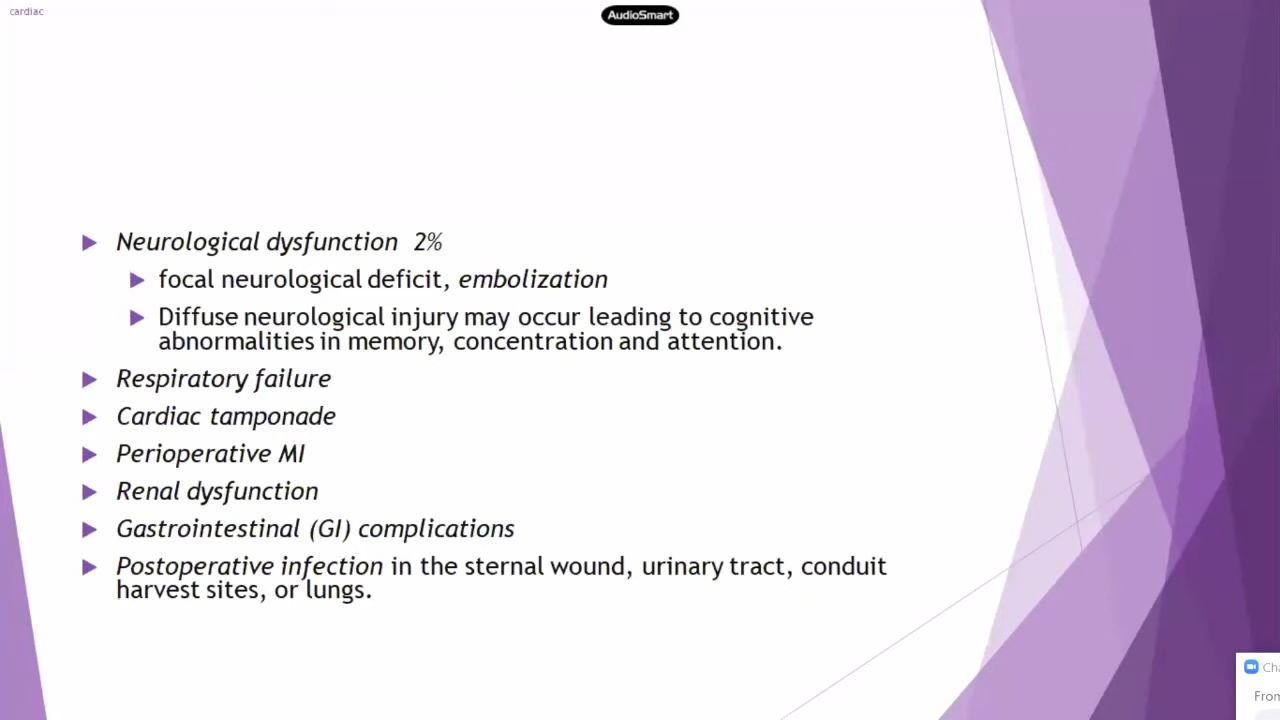 cardiac
AudioSmart
Neurological dysfunction 2%
focal neurological deficit, embolization
Diffuse neurological injury may occur leading to cognitive
abnormalities in memory, concentration and attention.
Respiratory failure
Cardiac tamponade
Perioperative MI
Renal dysfunction
Gastrointestinal (GI) complications
Postoperative infection in the sternal wound, urinary tract, conduit
harvest sites, or lungs.
Cha
From